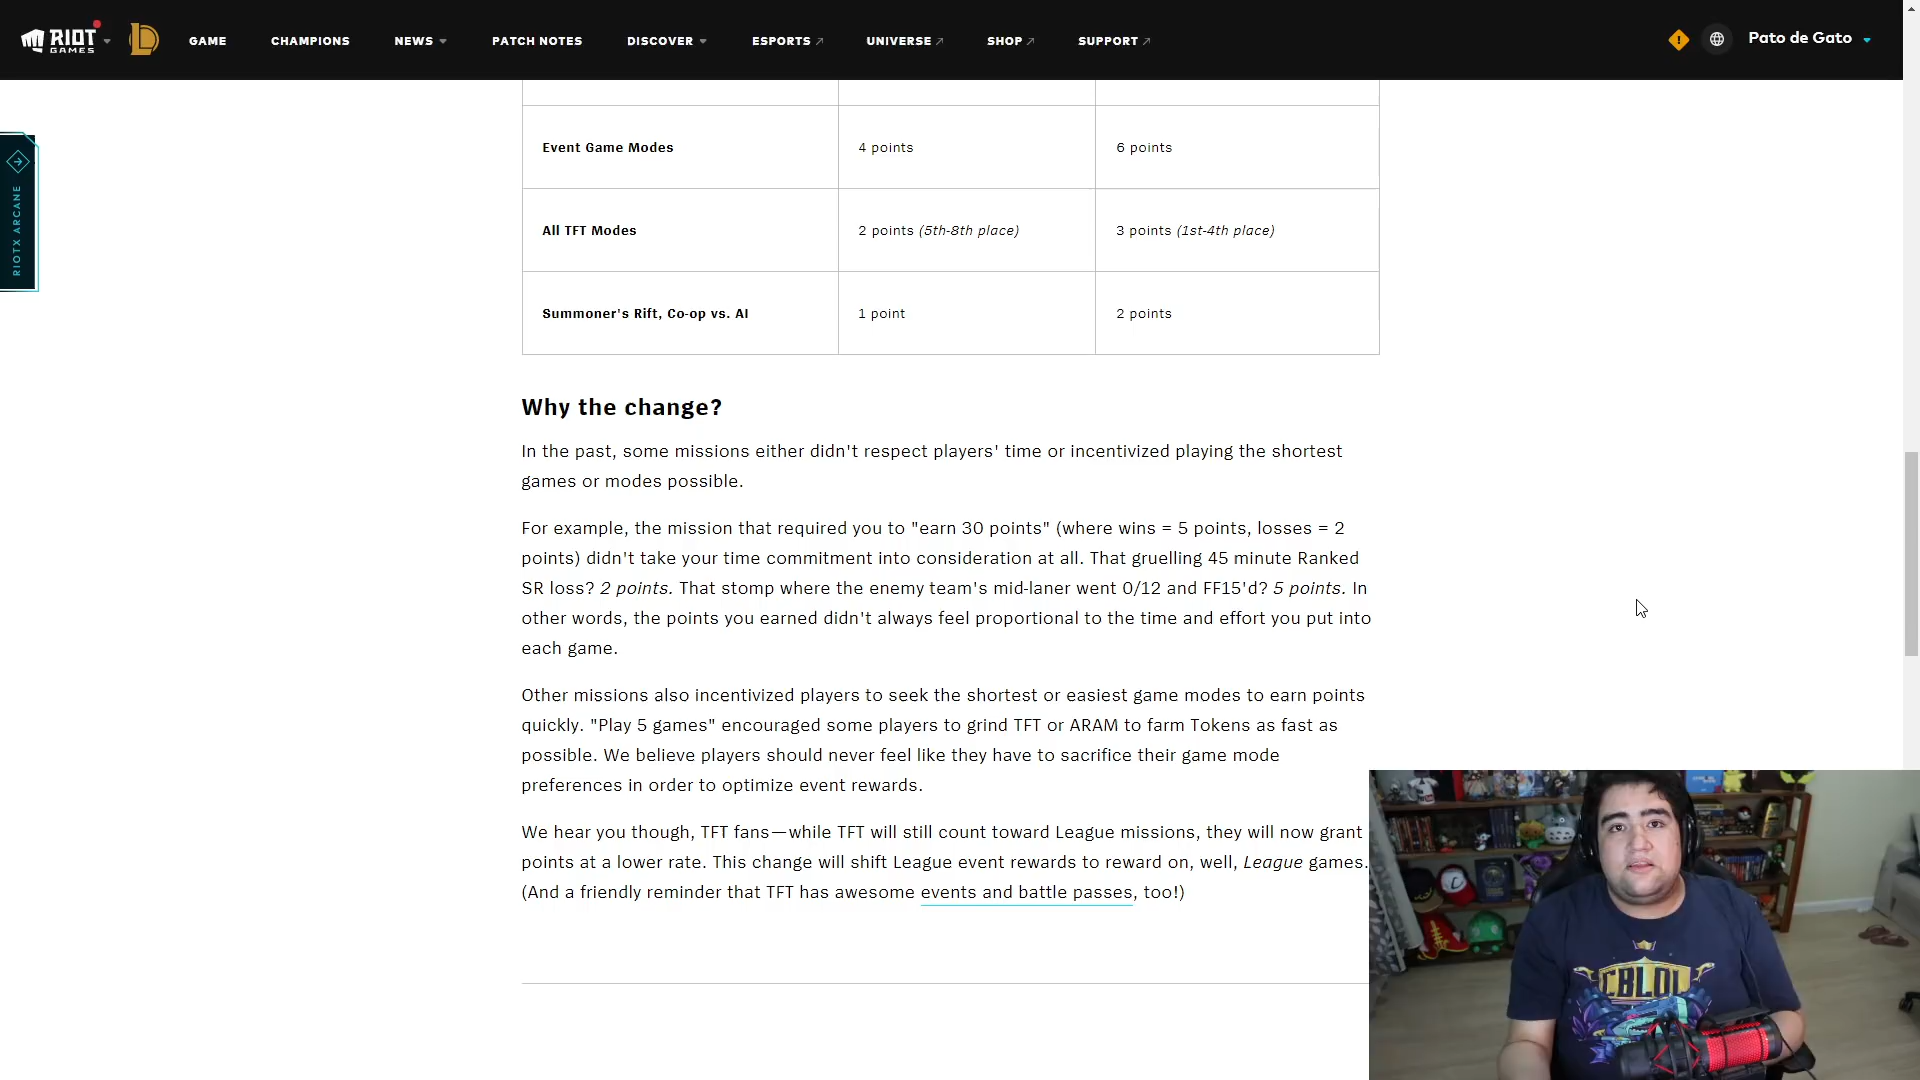 RIOT GAMES
GAME
CHAMPIONS
NEWS
PATCH NOTES
DISCOVER
ESPORTS
UNIVERSE
SHOP
SUPPORT
Pato de Gato
RIOTX ARCANE
Event Game Modes 4 points 6 points
All TFT Modes 2 points (5th-8th place) 3 points (1st-4th place)
Summoner's Rift, Co-op vs. AI 1 point 2 points
Why the change?
In the past, some missions either didn't respect players' time or incentivized playing the shortest
games or modes possible.
For example, the mission that required you to "earn 30 points" (where wins = 5 points, losses = 2
points) didn't take your time commitment into consideration at all. That gruelling 45 minute Ranked
SR loss? 2 points. That stomp where the enemy team's mid-laner went 0/12 and FF15'd? 5 points. In
other words, the points you earned didn't always feel proportional to the time and effort you put into
each game.
Other missions also incentivized players to seek the shortest or easiest game modes to earn points
quickly. "Play 5 games" encouraged some players to grind TFT or ARAM to farm Tokens as fast as
possible. We believe players should never feel like they have to sacrifice their game mode
preferences in order to optimize event rewards.
We hear you though, TFT fans—while TFT will still count toward League missions, they will now grant
points at a lower rate. This change will shift League event rewards to reward on, well, League games.
(And a friendly reminder that TFT has awesome events and battle passes, too!)
CBLOL